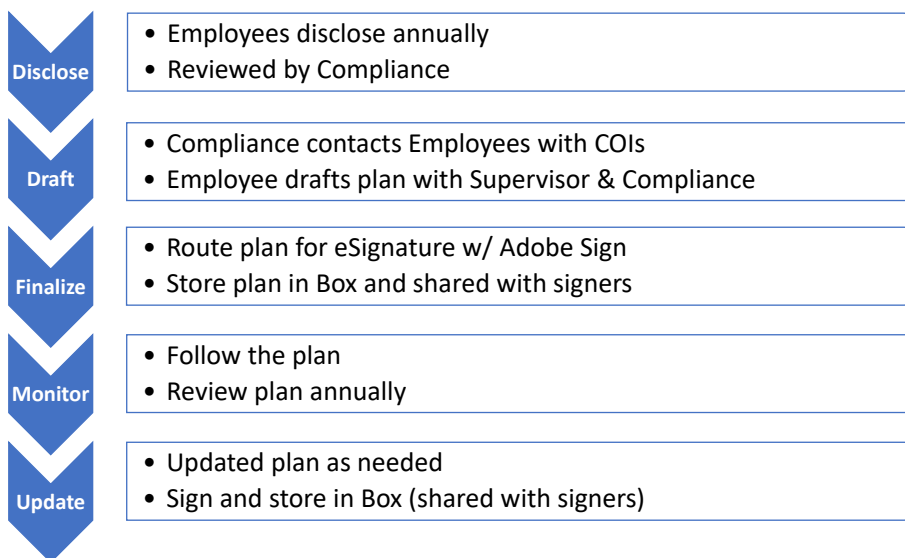 Disclose
• Employees disclose annually
• Reviewed by Compliance
Draft
• Compliance contacts Employees with COIs
• Employee drafts plan with Supervisor & Compliance
Finalize
• Route plan for eSignature w/ Adobe Sign
• Store plan in Box and shared with signers
Monitor
• Follow the plan
• Review plan annually
Update
• Updated plan as needed
• Sign and store in Box (shared with signers)